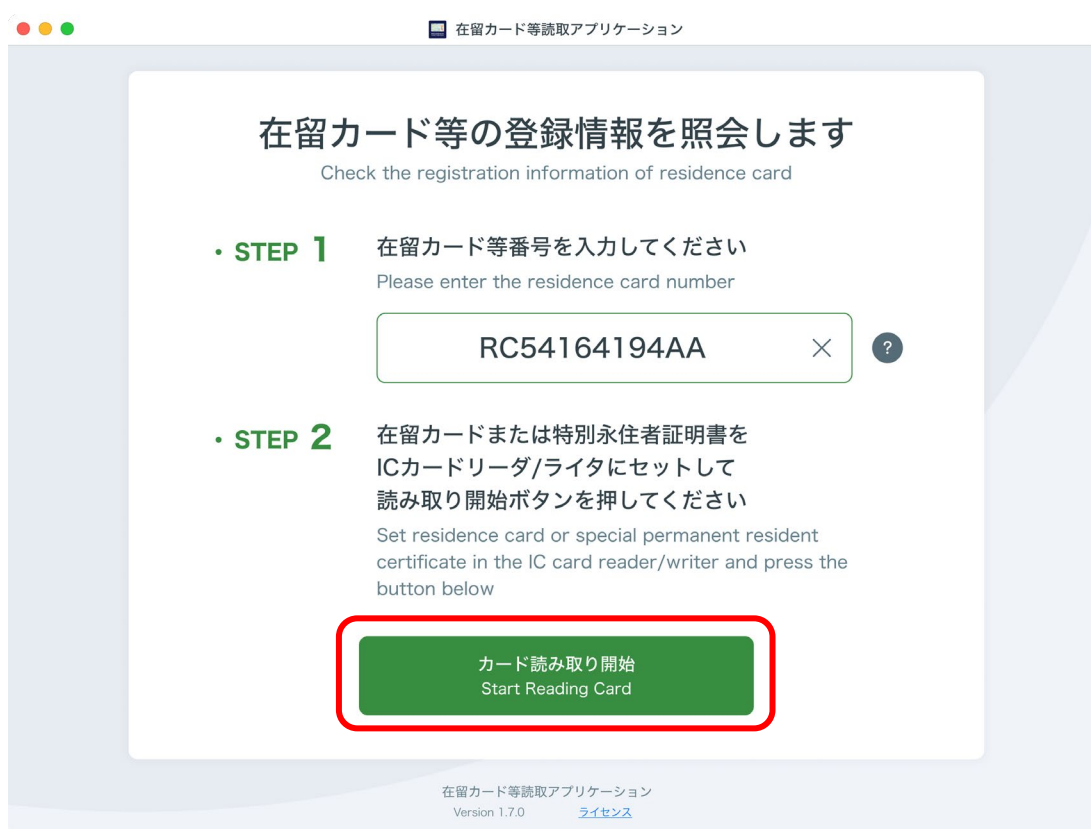 在留カード等読取アプリケーション
在留カード等の登録情報を照会します
Check the registration information of residence card
・STEP 1
在留カード等番号を入力してください
Please enter the residence card number
RC54164194AA
?
・STEP 2
在留カードまたは特別永住者証明書を
ICカードリーダ/ライタにセットして
読み取り開始ボタンを押してください
Set residence card or special permanent resident
certificate in the IC card reader/writer and press the
button below
カード読み取り開始
Start Reading Card
在留カード等読取アプリケーション
Version 1.7.0 ライセンス